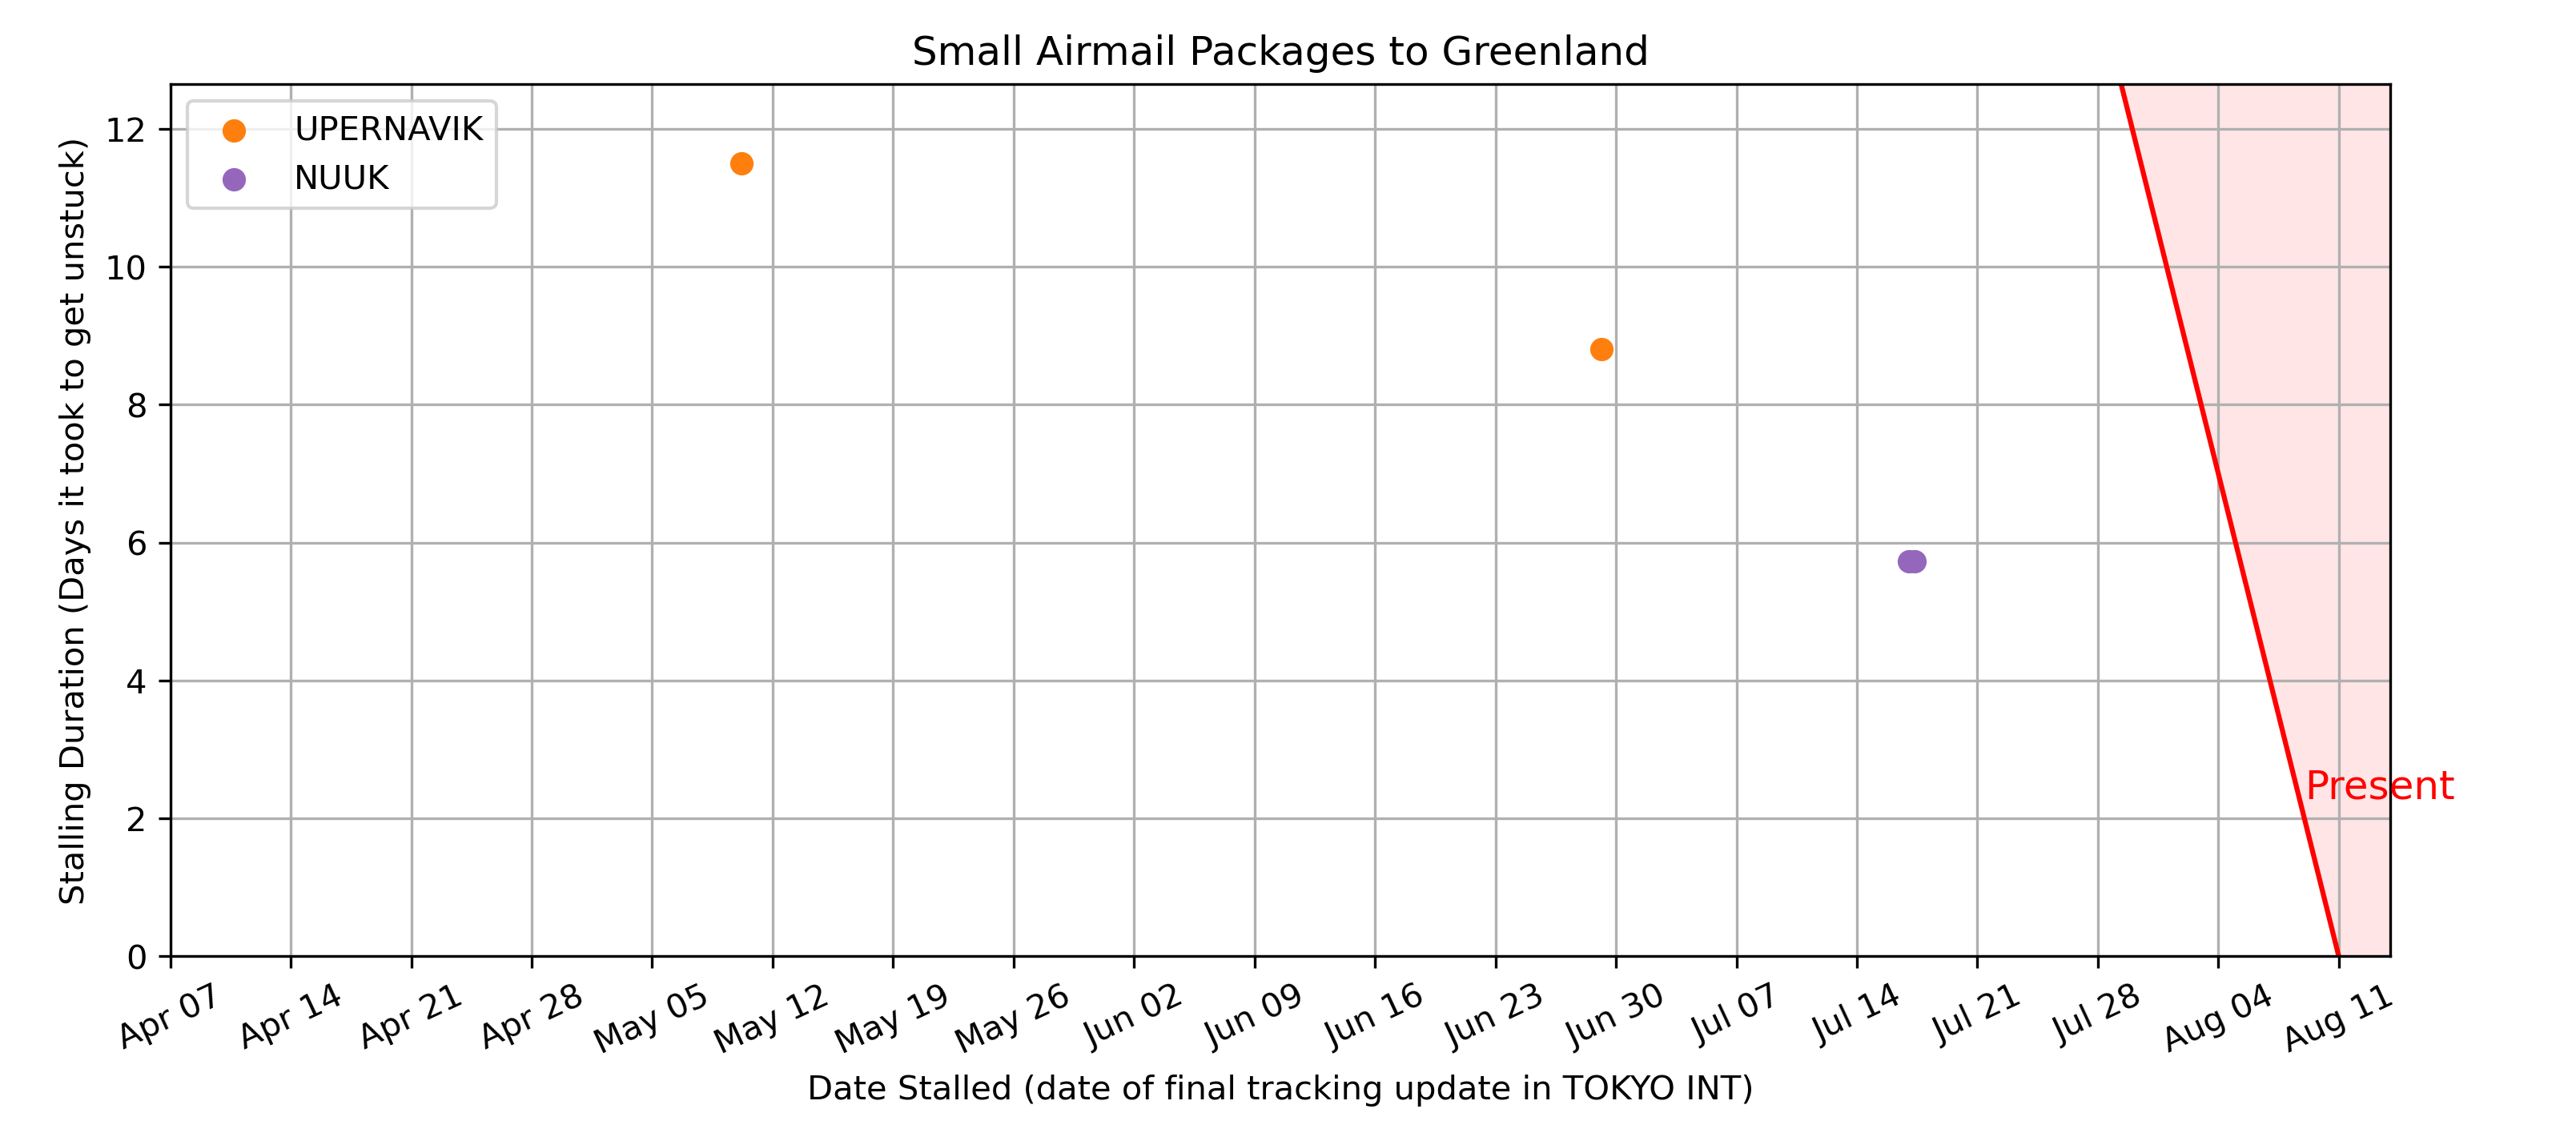 Small Airmail Packages to Greenland
UPERNAVIK
NUUK
Stalling Duration (Days it took to get unstuck)
12
10
8
6
4
2
0
Present
Apr 07
Apr 14
Apr 21
Apr 28
May 05
May 12
May 19
May 26
Jun 02
Jun 09
Jun 16
Jun 23
Jun 30
Jul 07
Jul 14
Jul 21
Jul 28
Aug 04
Aug 11
Date Stalled (date of final tracking update in TOKYO INT)